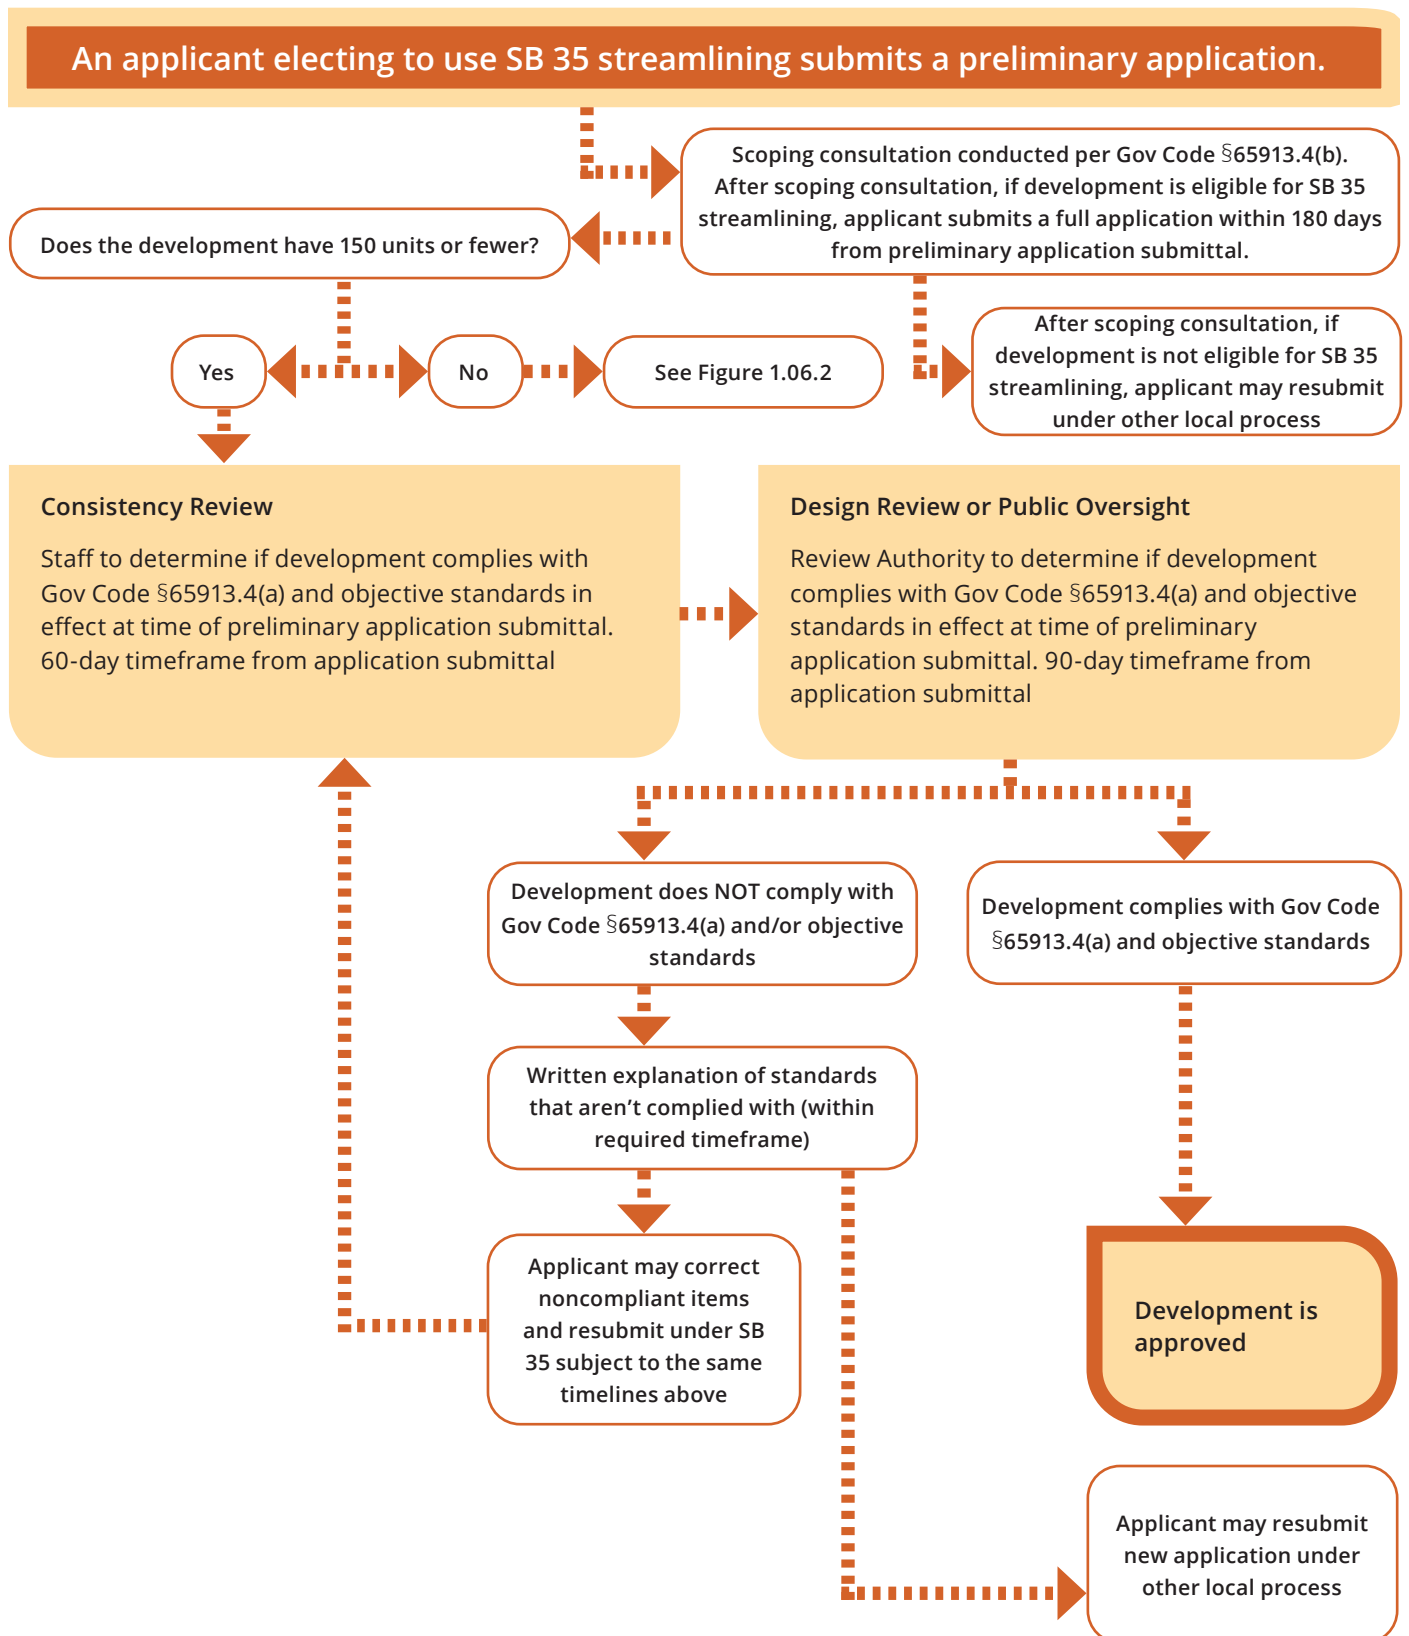 An applicant electing to use SB 35 streamlining submits a preliminary application.
Scoping consultation conducted per Gov Code §65913.4(b).
After scoping consultation, if development is eligible for SB 35
streamlining, applicant submits a full application within 180 days
from preliminary application submittal.
Does the development have 150 units or fewer?
After scoping consultation, if
development is not eligible for SB 35
streamlining, applicant may resubmit
under other local process
Yes
No
See Figure 1.06.2
Consistency Review
Staff to determine if development complies with
Gov Code §65913.4(a) and objective standards in
effect at time of preliminary application submittal.
60-day timeframe from application submittal
Design Review or Public Oversight
Review Authority to determine if development
complies with Gov Code §65913.4(a) and objective
standards in effect at time of preliminary
application submittal. 90-day timeframe from
application submittal
Development does NOT comply with
Gov Code §65913.4(a) and/or objective
standards
Development complies with Gov Code
§65913.4(a) and objective standards
Written explanation of standards
that aren’t complied with (within
required timeframe)
Applicant may correct
noncompliant items
and resubmit under SB
35 subject to the same
timelines above
Development is
approved
Applicant may resubmit
new application under
other local process